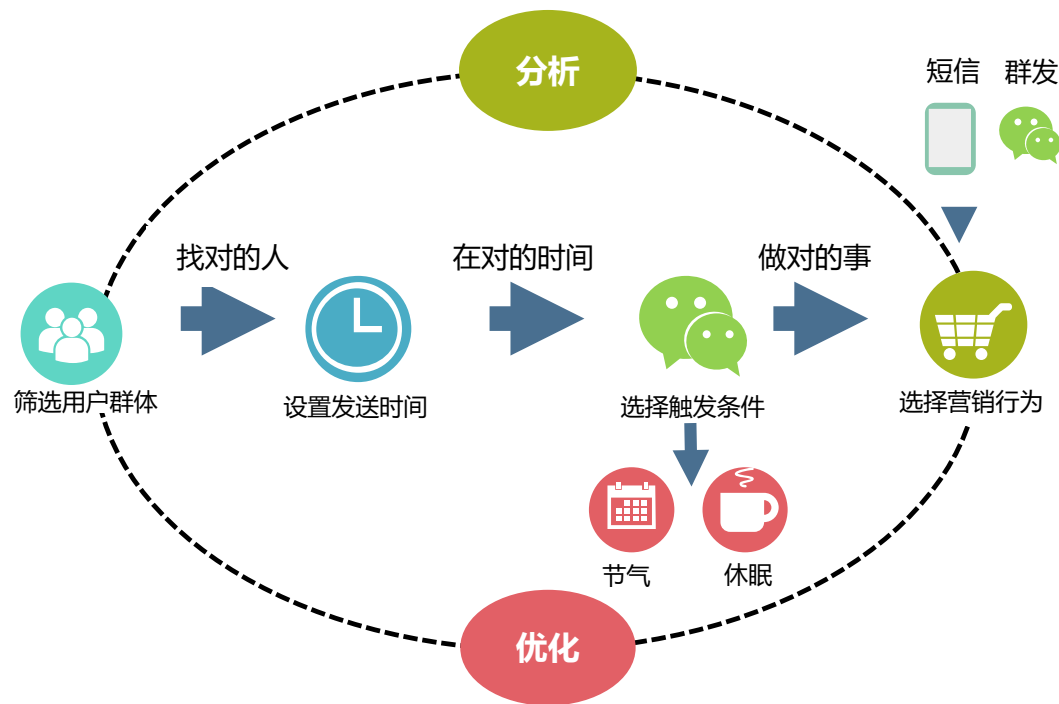 分析
短信
群发
找对的人
在对的时间
做对的事
筛选用户群体
设置发送时间
选择触发条件
选择营销行为
节气
休眠
优化